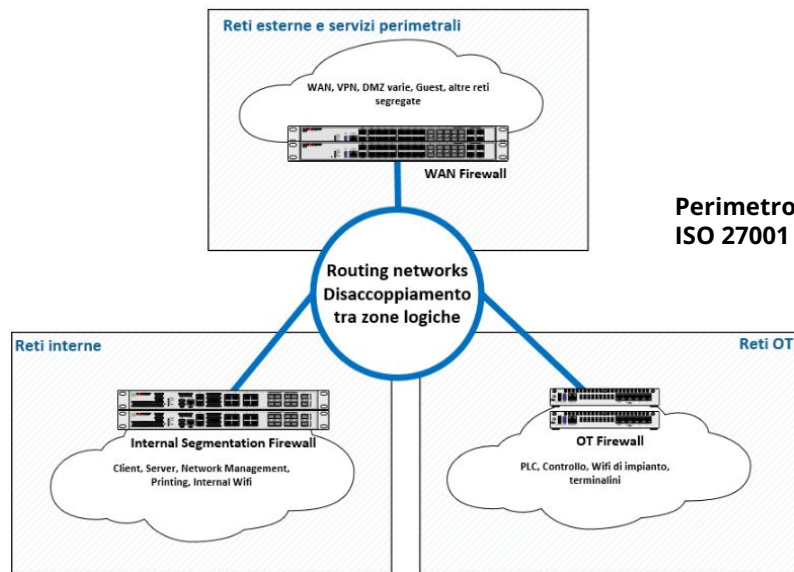 Reti esterne e servizi perimetrali
WAN, VPN, DMZ varie, Guest, altre reti
segregate
WAN Firewall
Perimetro
ISO 27001
Routing networks
Disaccoppiamento
tra zone logiche
Reti interne
Reti OT
Internal Segmentation Firewall
Client, Server, Network Management,
Printing, Internal Wifi
OT Firewall
PLC, Controllo, Wifi di impianto,
terminalini